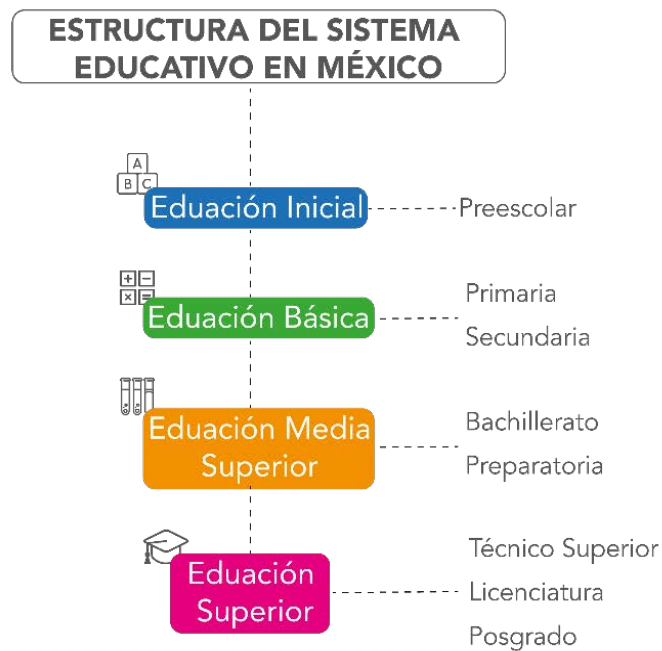 ESTRUCTURA DEL SISTEMA
EDUCATIVO EN MÉXICO
A
B C
Eduación Inicial
Preescolar
+ −
× =
Eduación Básica
Primaria
Secundaria
Eduación Media
Superior
Bachillerato
Preparatoria
Eduación
Superior
Técnico Superior
Licenciatura
Posgrado